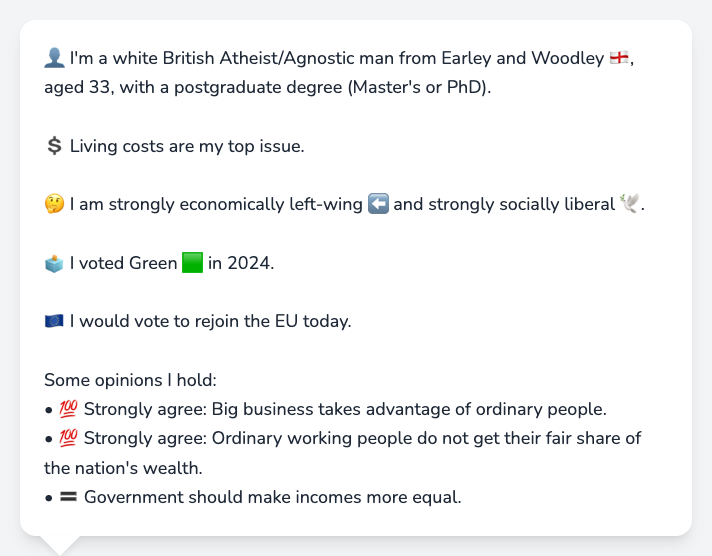 👤 I'm a white British Atheist/Agnostic man from Earley and Woodley 🏴󠁧󠁢󠁥󠁮󠁧󠁿,
aged 33, with a postgraduate degree (Master's or PhD).
💲 Living costs are my top issue.
🤔 I am strongly economically left-wing ⬅️ and strongly socially liberal 🕊️.
🗳️ I voted Green 🟩 in 2024.
🇪🇺 I would vote to rejoin the EU today.
Some opinions I hold:
• 💯 Strongly agree: Big business takes advantage of ordinary people.
• 💯 Strongly agree: Ordinary working people do not get their fair share of
the nation's wealth.
• 🟰 Government should make incomes more equal.